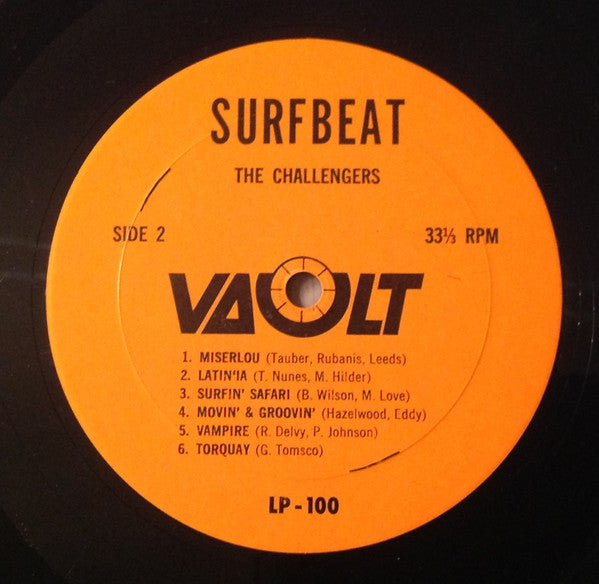 SURFBEAT
THE CHALLENGERS
SIDE 2 33⅓ RPM
VAULT
1. MISERLOU (Tauber, Rubanis, Leeds)
2. LATIN'IA (T. Nunes, M. Hilder)
3. SURFIN' SAFARI (B. Wilson, M. Love)
4. MOVIN' & GROOVIN' (Hazelwood, Eddy)
5. VAMPIRE (R. Delvy, P. Johnson)
6. TORQUAY (G. Tomsco)
LP - 100